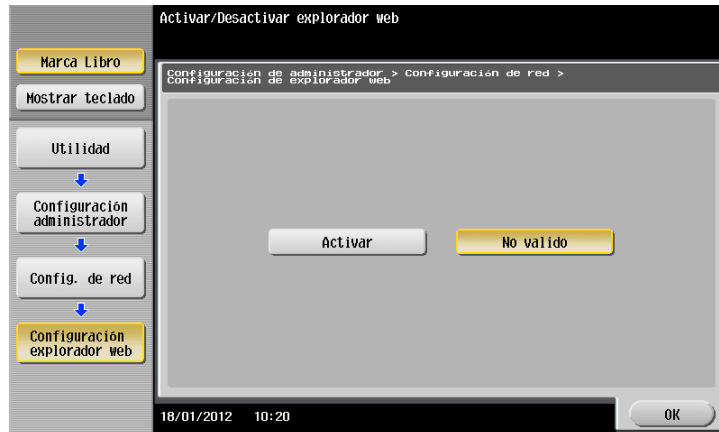 Activar/Desactivar explorador web
Marca Libro
Mostrar teclado
Configuración de administrador > Configuración de red >
Configuración de explorador web
Utilidad
Configuración
administrador
Config. de red
Configuración
explorador web
Activar
No valido
18/01/2012 10:20
OK